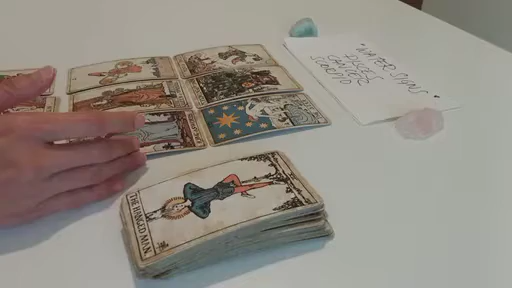 "WATER SIGNS"
PISCES
CANCER
SCORPIO
THE HANGED MAN.